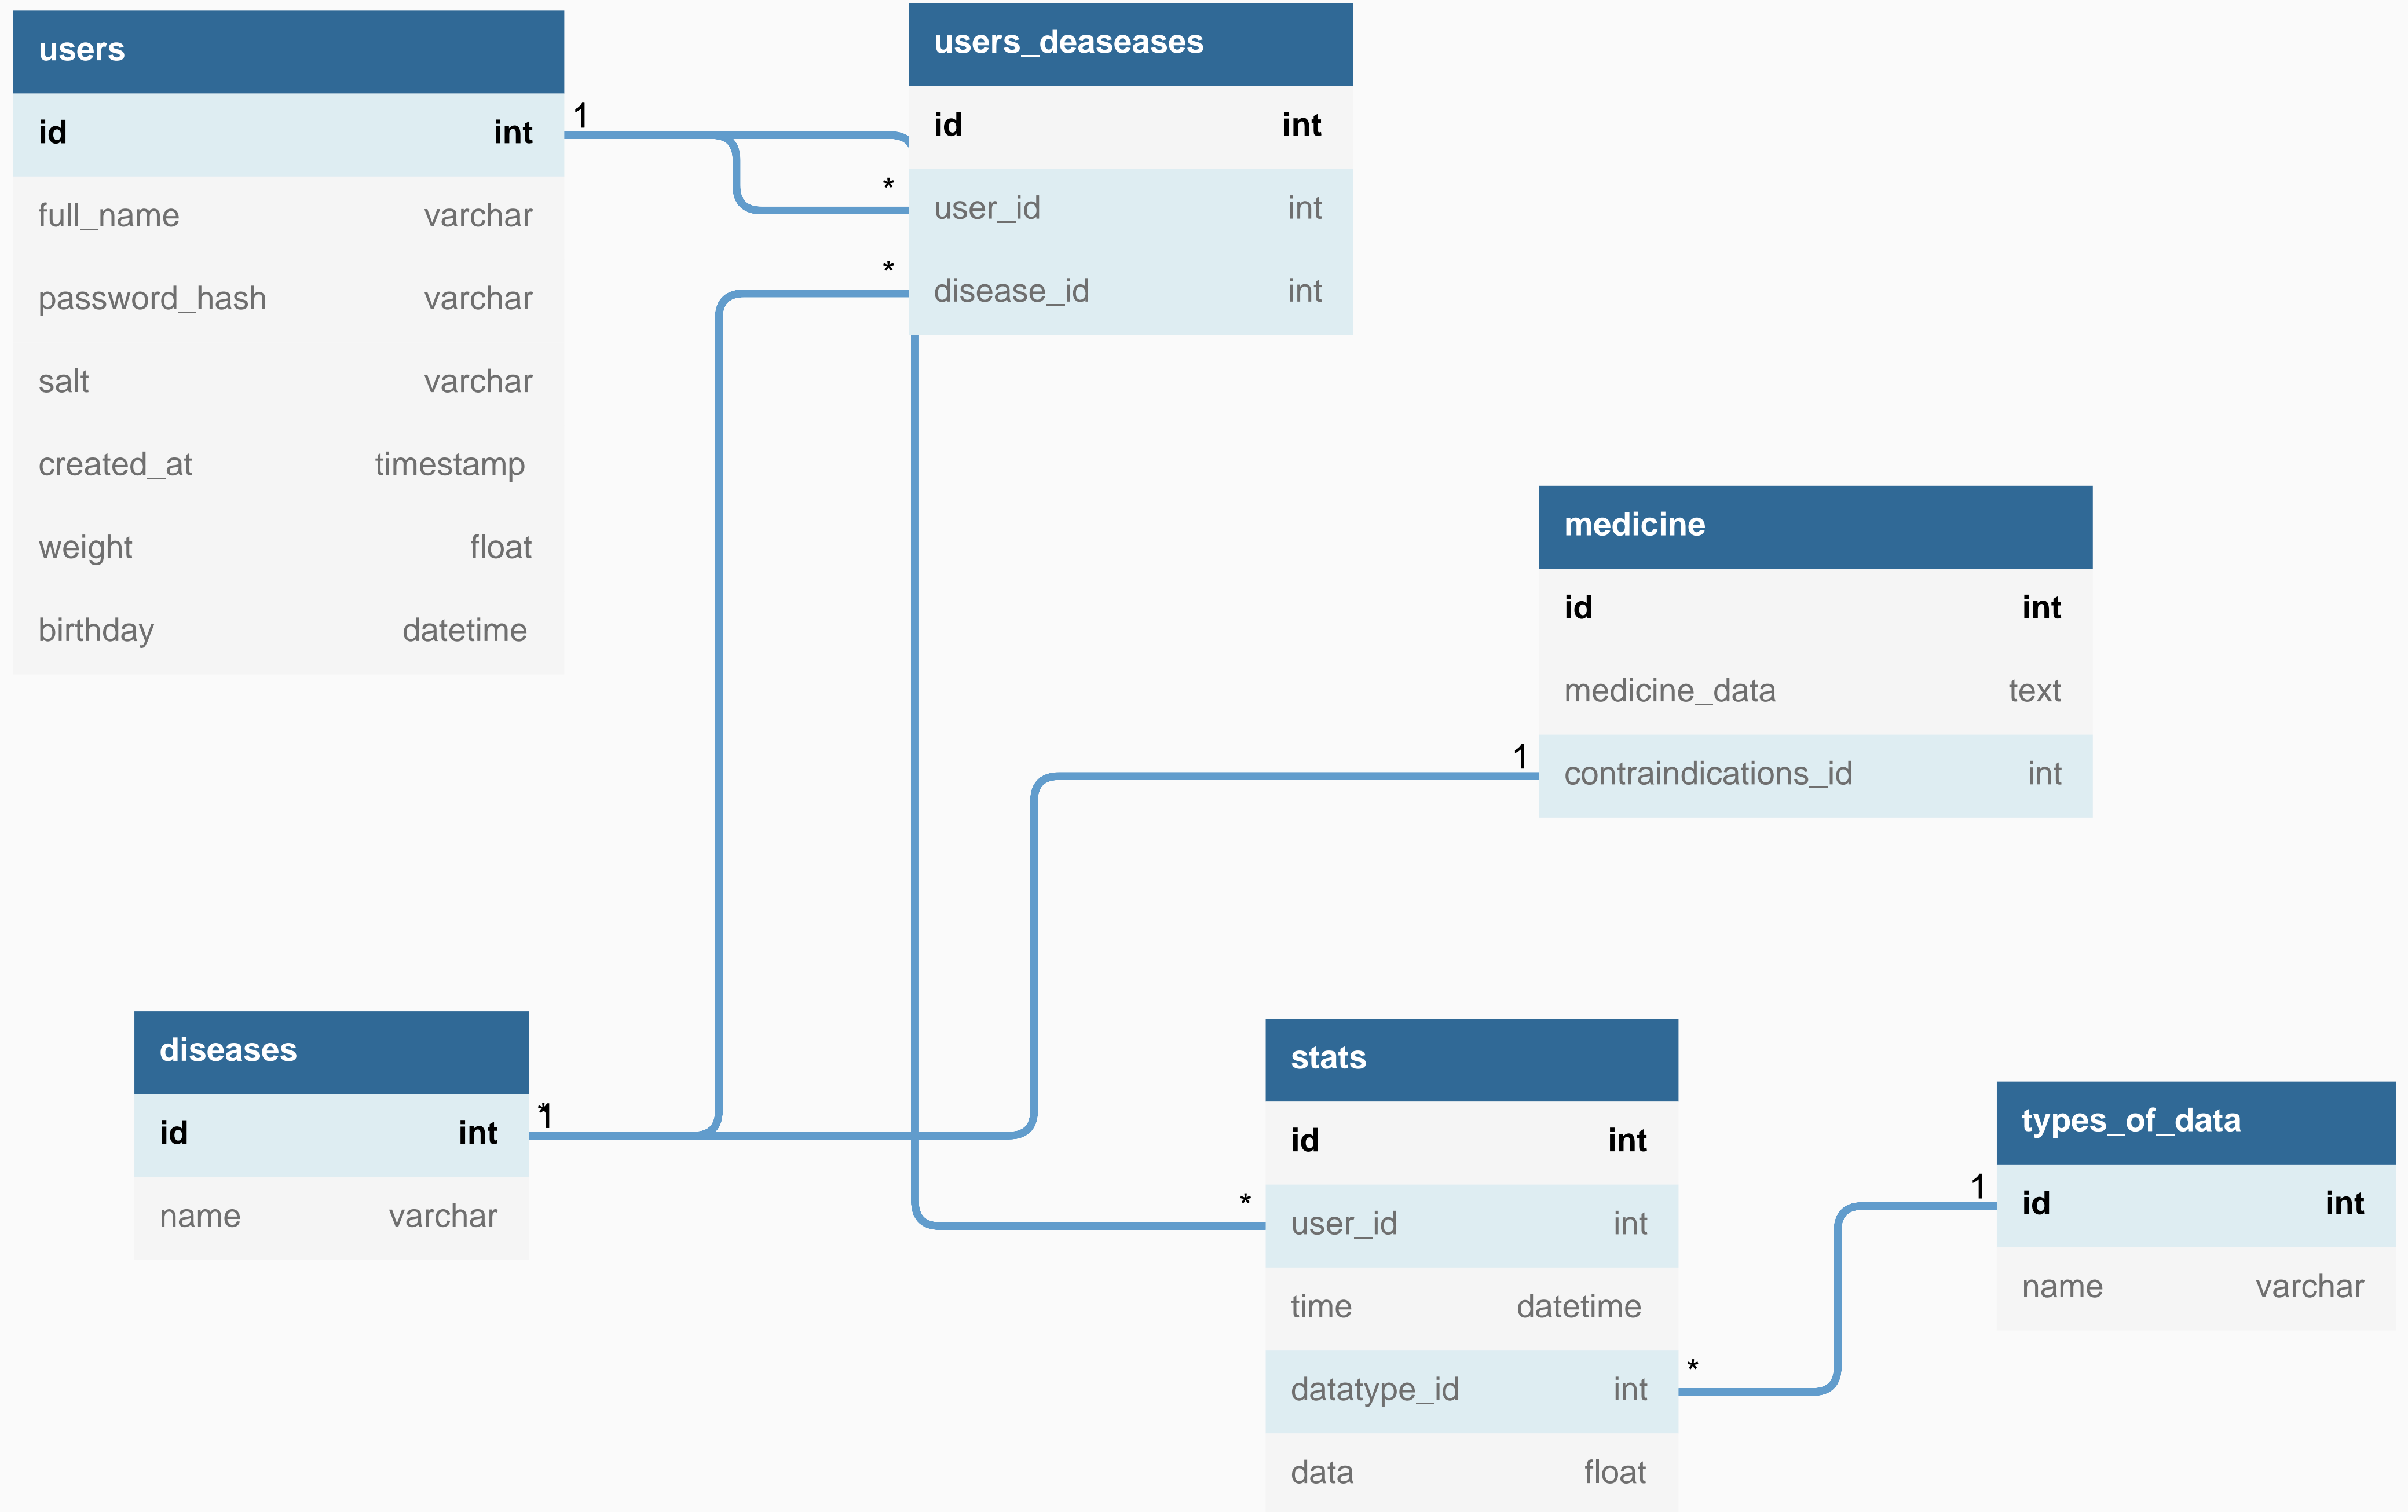 users
id int
full_name varchar
password_hash varchar
salt varchar
created_at timestamp
weight float
birthday datetime
1
users_deaseases
id int
* user_id int
* disease_id int
medicine
id int
medicine_data text
1 contraindications_id int
diseases
id int
name varchar
*
1
stats
id int
* user_id int
time datetime
datatype_id int *
data float
types_of_data
1 id int
name varchar